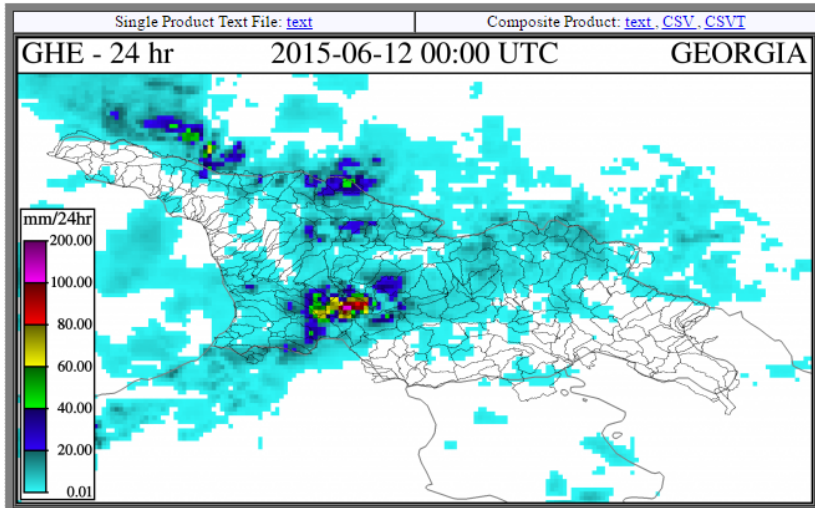 Single Product Text File: text Composite Product: text , CSV , CSVT
GHE - 24 hr 2015-06-12 00:00 UTC GEORGIA
mm/24hr
200.00
100.00
80.00
60.00
40.00
20.00
0.01